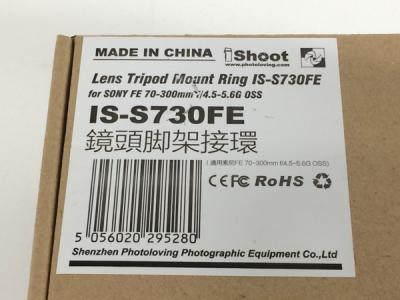 MADE IN CHINA
iShoot
www.photoloving.com
Lens Tripod Mount Ring IS-S730FE
for SONY FE 70-300mm f/4.5-5.6G OSS
IS-S730FE
鏡頭脚架接環
(適用索尼FE 70-300mm f/4.5-5.6G OSS)
CE FC RoHS
5 056020 295280
Shenzhen Photoloving Photographic Equipment Co.,Ltd